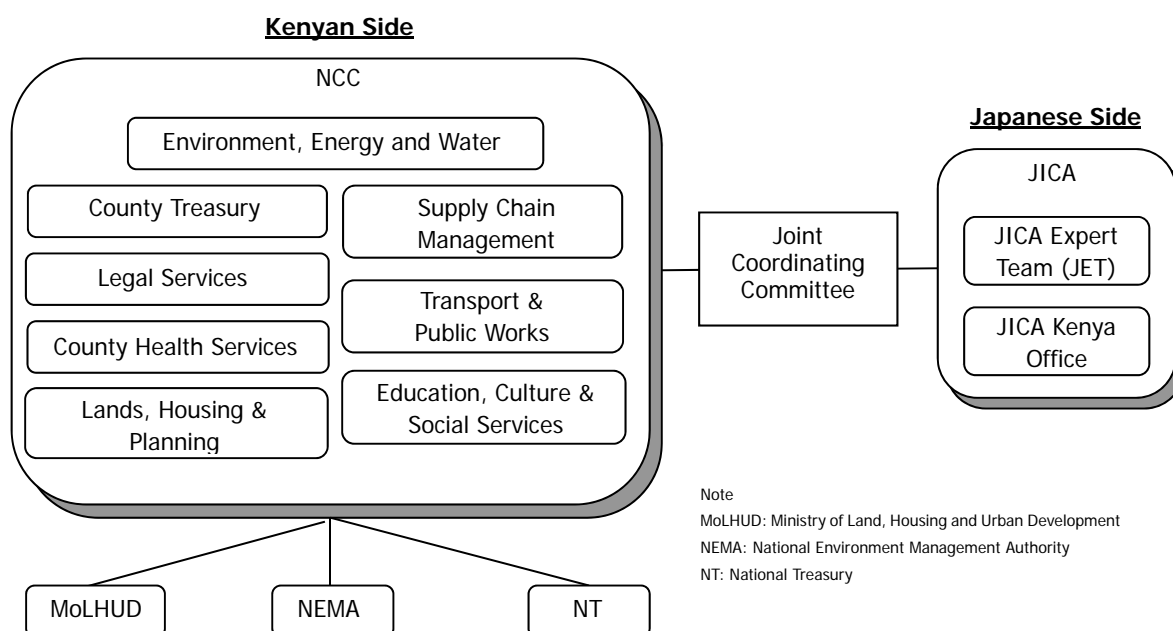 Kenyan Side
NCC
Environment, Energy and Water
County Treasury
Legal Services
County Health Services
Lands, Housing &
Planning
Supply Chain
Management
Transport &
Public Works
Education, Culture &
Social Services
Joint
Coordinating
Committee
Japanese Side
JICA
JICA Expert
Team (JET)
JICA Kenya
Office
MoLHUD
NEMA
NT
Note
MoLHUD: Ministry of Land, Housing and Urban Development
NEMA: National Environment Management Authority
NT: National Treasury